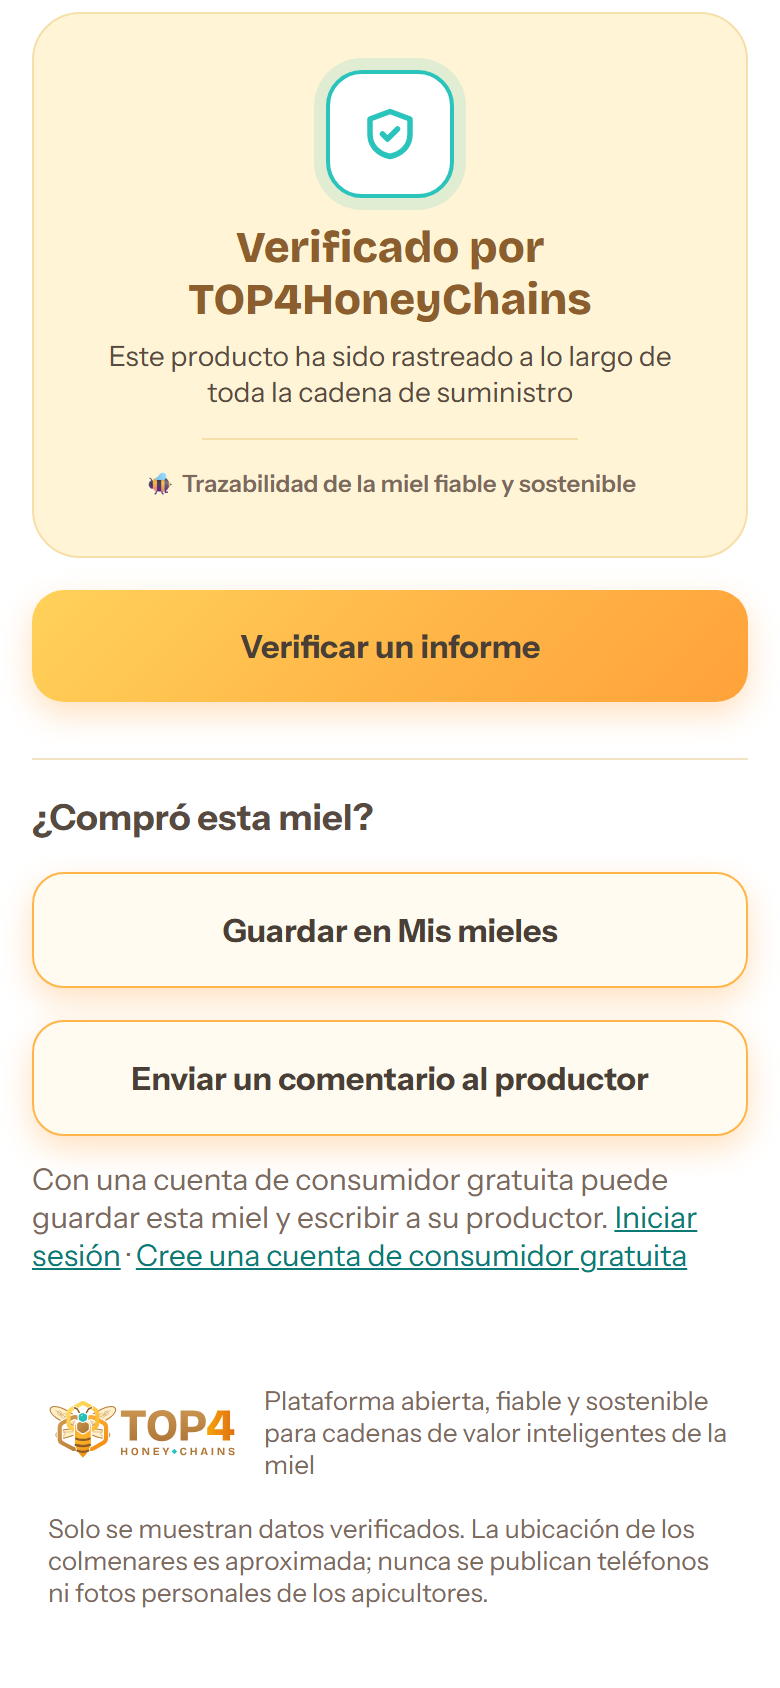 Verificado por
TOP4HoneyChains
Este producto ha sido rastreado a lo largo de
toda la cadena de suministro
Trazabilidad de la miel fiable y sostenible
Verificar un informe
¿Compró esta miel?
Guardar en Mis mieles
Enviar un comentario al productor
Con una cuenta de consumidor gratuita puede
guardar esta miel y escribir a su productor. Iniciar
sesión · Cree una cuenta de consumidor gratuita
TOP4
HONEY CHAINS
Plataforma abierta, fiable y sostenible
para cadenas de valor inteligentes de la
miel
Solo se muestran datos verificados. La ubicación de los
colmenares es aproximada; nunca se publican teléfonos
ni fotos personales de los apicultores.